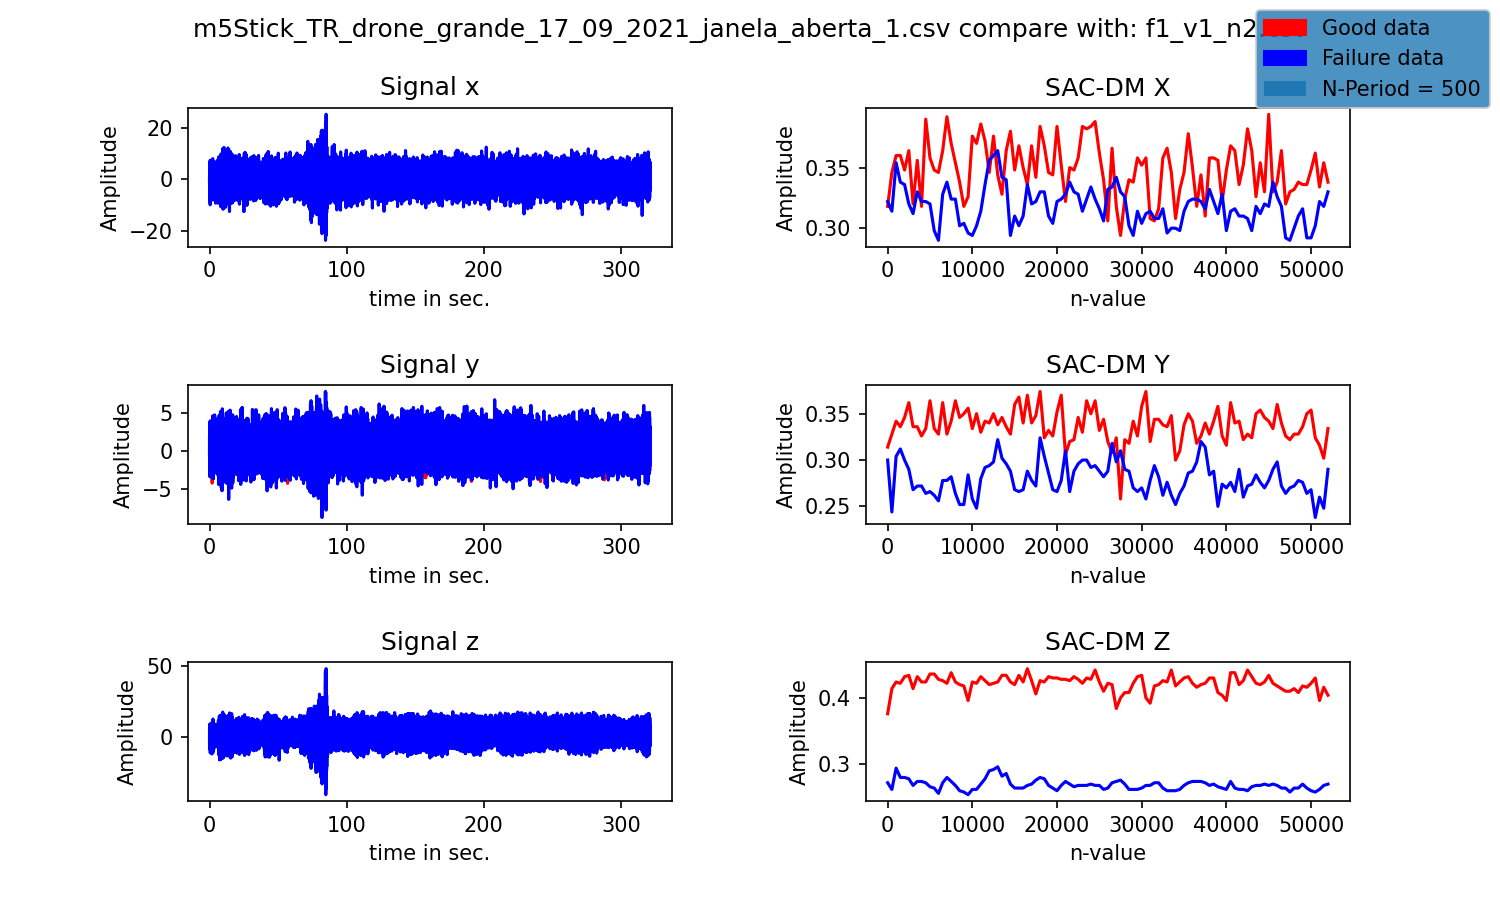 m5Stick_TR_drone_grande_17_09_2021_janela_aberta_1.csv compare with: f1_v1_n2
Good data
Failure data
N-Period = 500
Signal x
Amplitude
20
0
−20
0 100 200 300
time in sec.
SAC-DM X
Amplitude
0.35
0.30
0 10000 20000 30000 40000 50000
n-value
Signal y
Amplitude
5
0
−5
0 100 200 300
time in sec.
SAC-DM Y
Amplitude
0.35
0.30
0.25
0 10000 20000 30000 40000 50000
n-value
Signal z
Amplitude
50
0
0 100 200 300
time in sec.
SAC-DM Z
Amplitude
0.4
0.3
0 10000 20000 30000 40000 50000
n-value